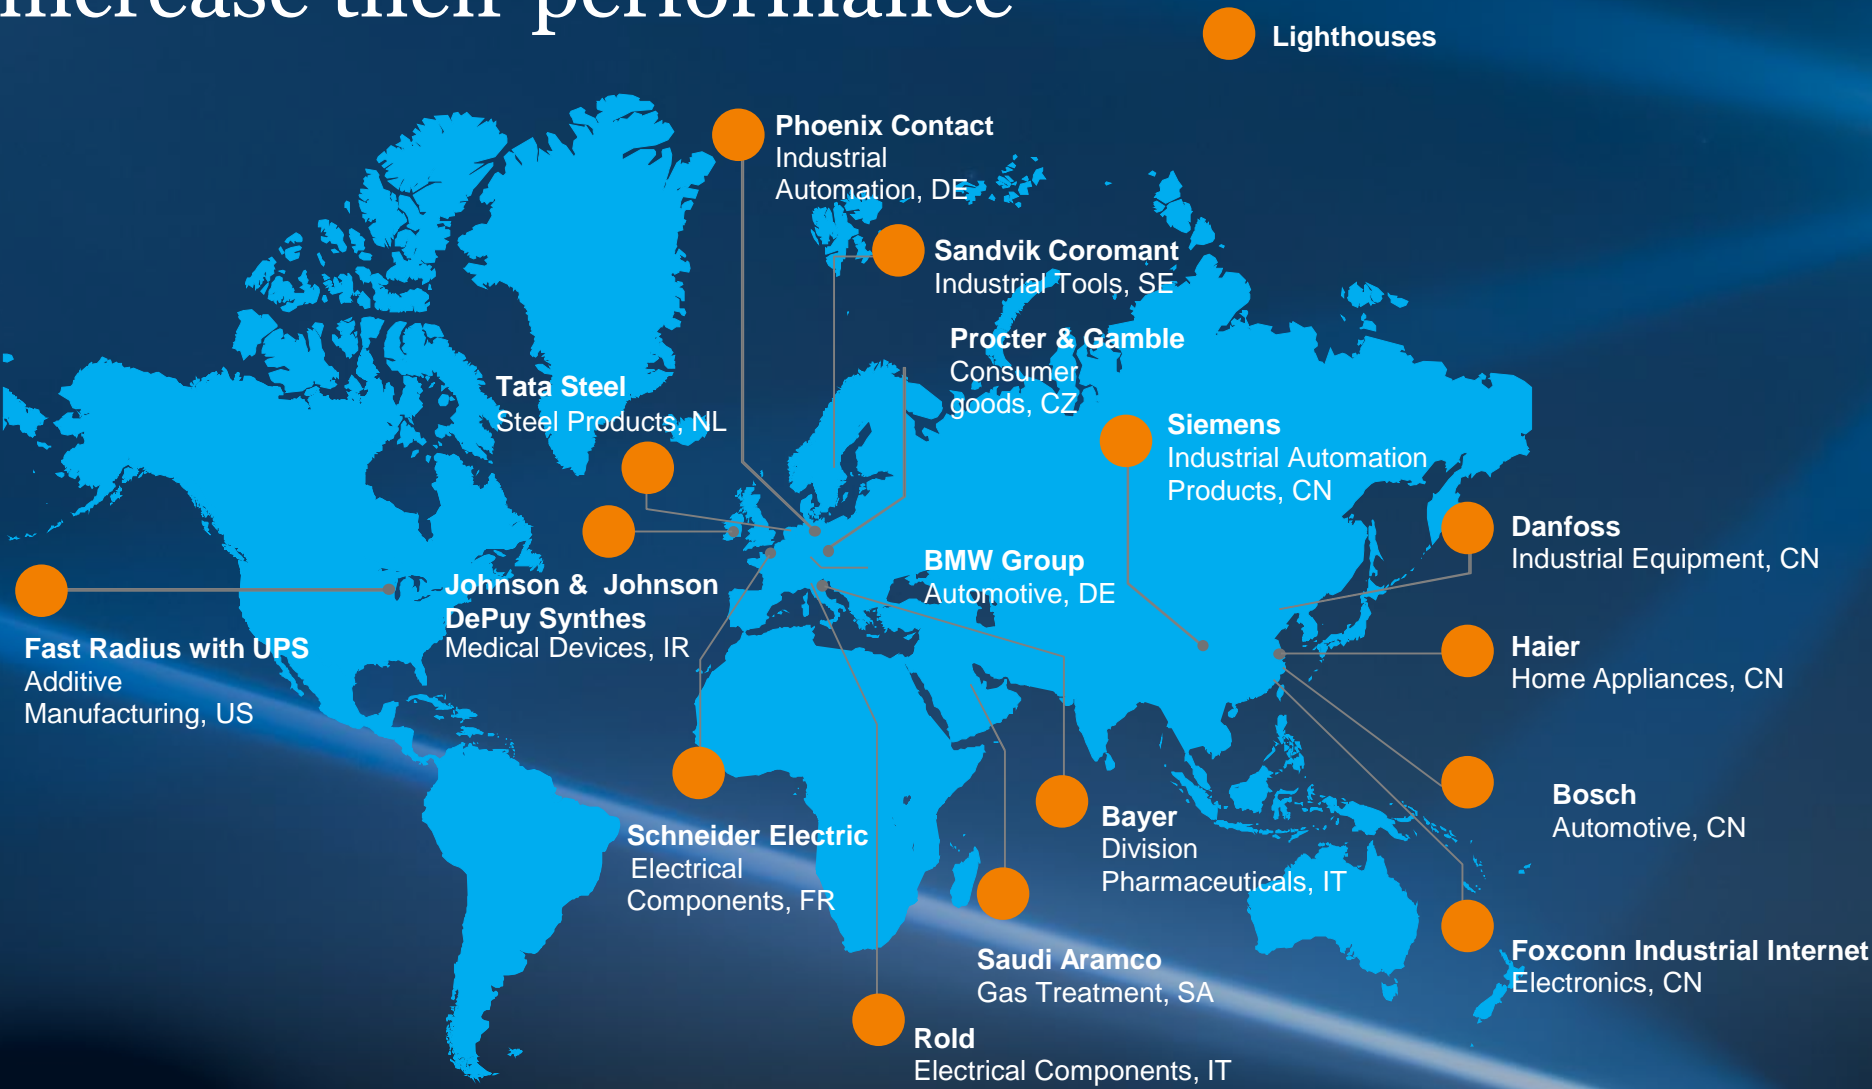 increase their performance
Lighthouses
Phoenix Contact
Industrial
Automation, DE
Sandvik Coromant
Industrial Tools, SE
Procter & Gamble
Consumer
goods, CZ
Tata Steel
Steel Products, NL
Siemens
Industrial Automation
Products, CN
Danfoss
Industrial Equipment, CN
BMW Group
Automotive, DE
Johnson & Johnson
DePuy Synthes
Medical Devices, IR
Fast Radius with UPS
Additive
Manufacturing, US
Haier
Home Appliances, CN
Bosch
Automotive, CN
Bayer
Division
Pharmaceuticals, IT
Schneider Electric
Electrical
Components, FR
Saudi Aramco
Gas Treatment, SA
Foxconn Industrial Internet
Electronics, CN
Rold
Electrical Components, IT